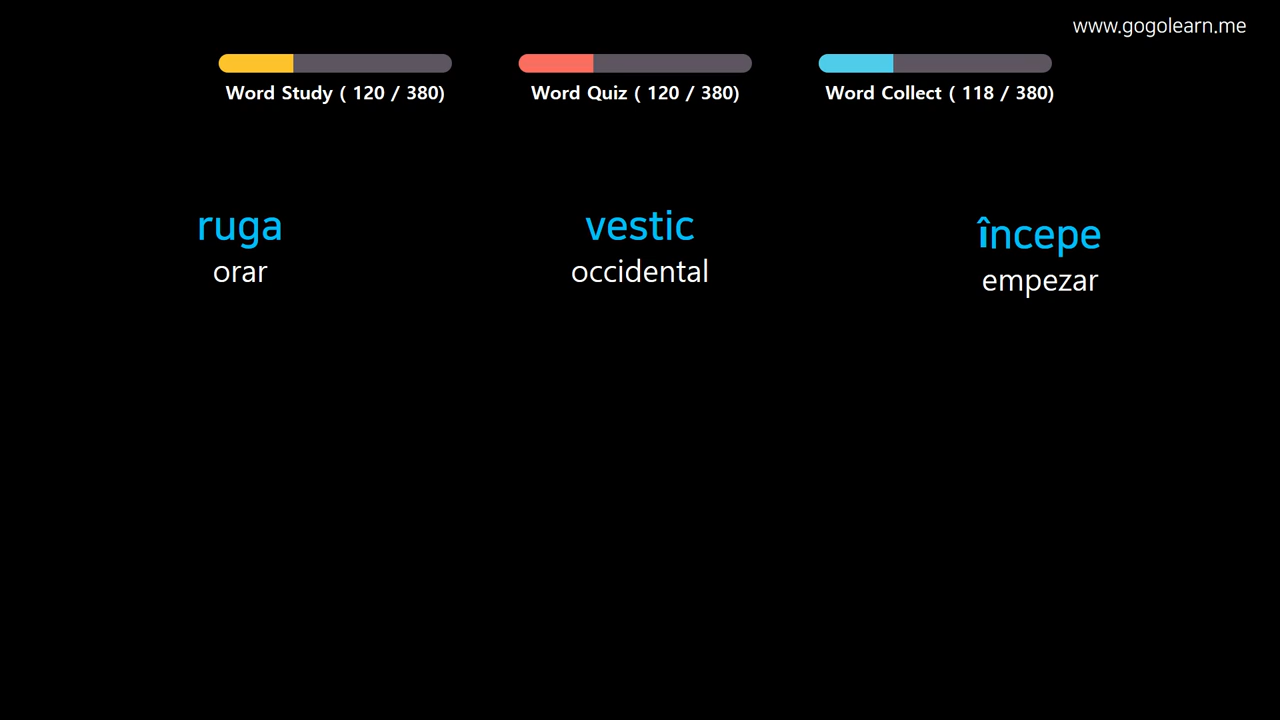 www.gogolearn.me
Word Study ( 120 / 380)
Word Quiz ( 120 / 380)
Word Collect ( 118 / 380)
ruga
orar
vestic
occidental
începe
empezar